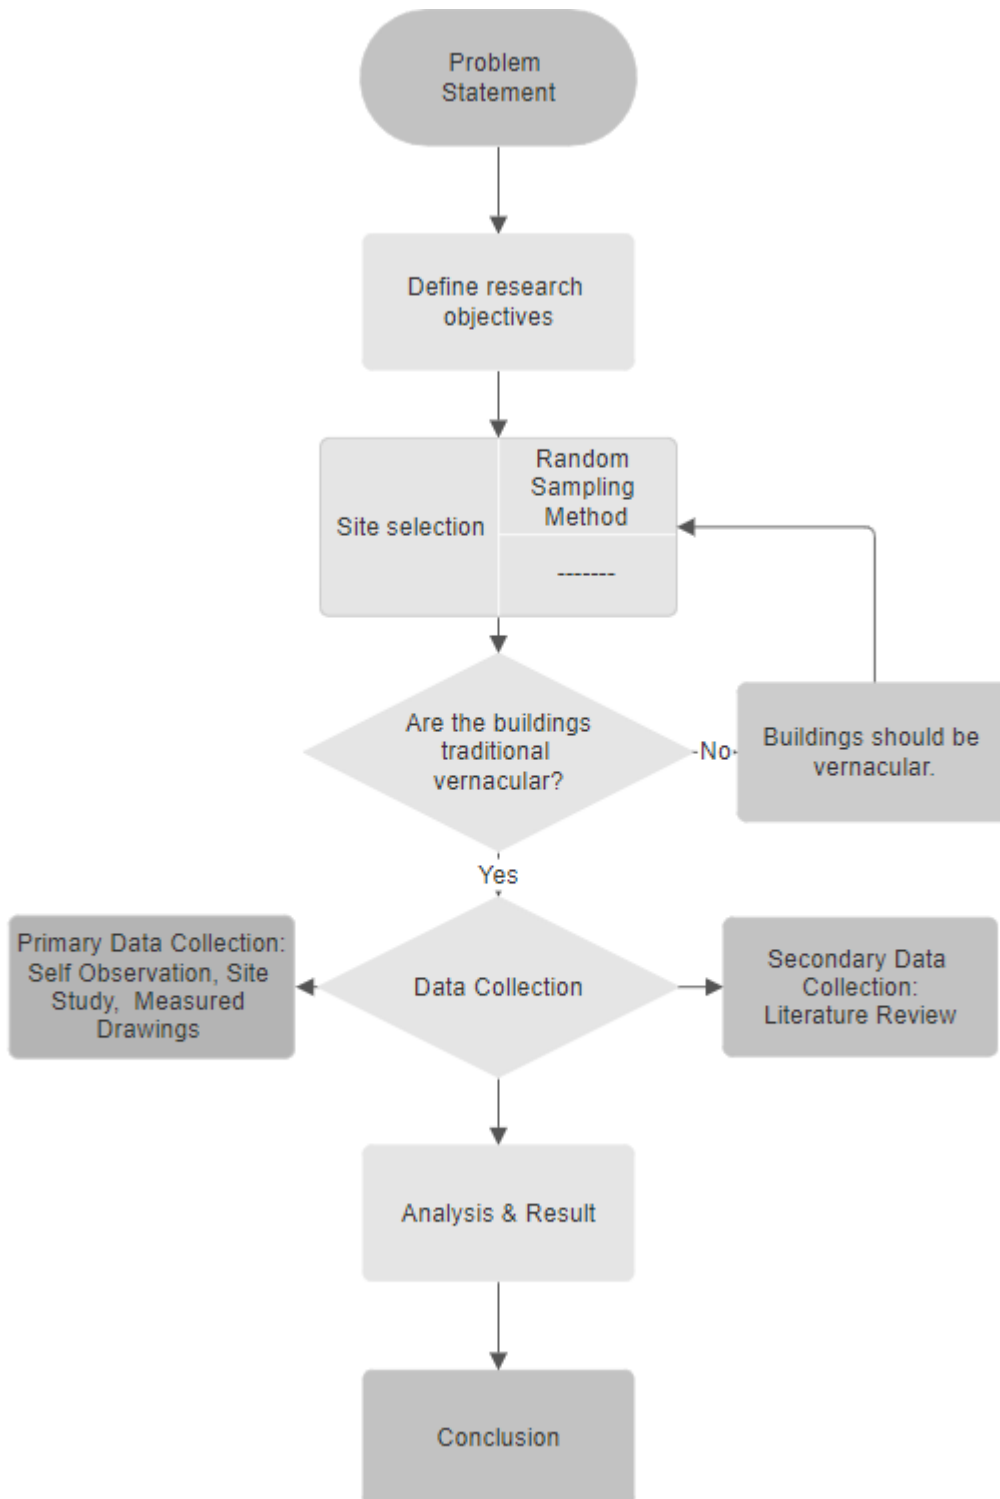 Problem
Statement
Define research
objectives
Site selection
Random
Sampling
Method
-------
Are the buildings
traditional
vernacular?
No
Buildings should be
vernacular.
Yes
Primary Data Collection:
Self Observation, Site
Study, Measured
Drawings
Data Collection
Secondary Data
Collection:
Literature Review
Analysis & Result
Conclusion